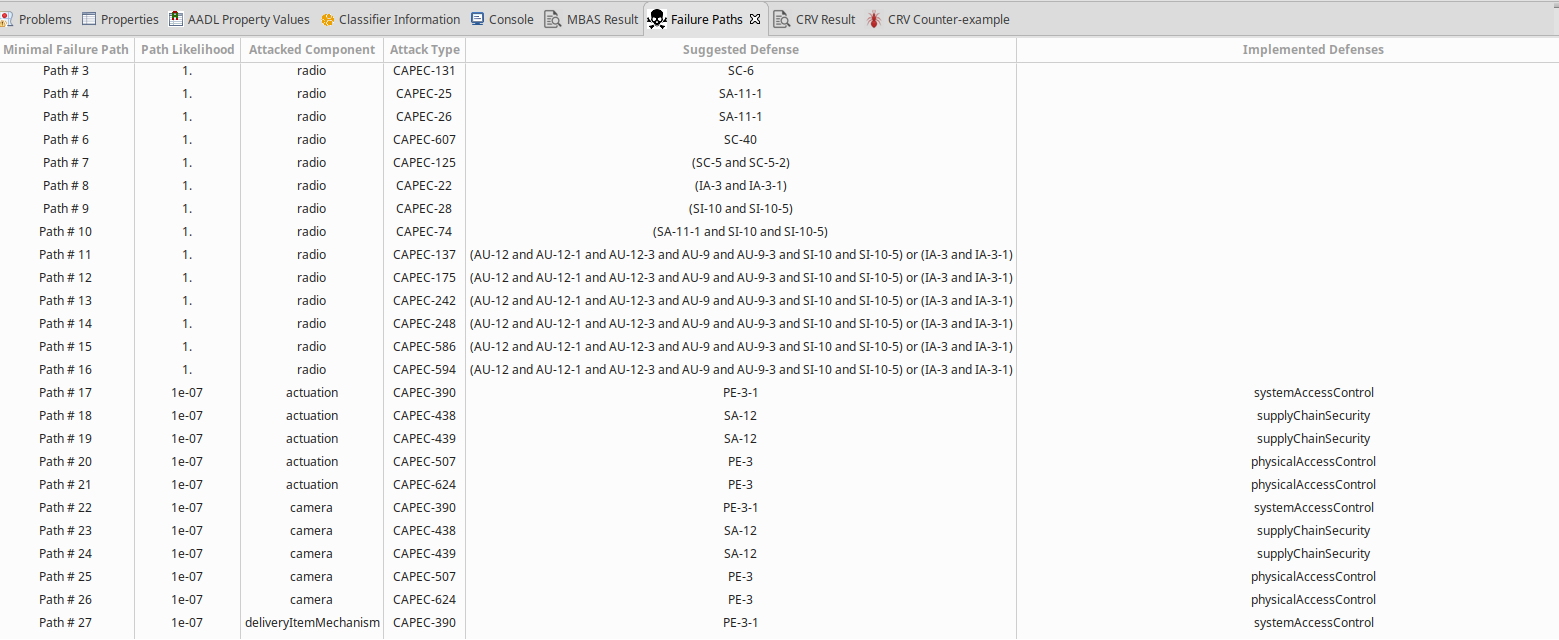 Problems Properties AADL Property Values Classifier Information Console MBAS Result Failure Paths CRV Result CRV Counter-example
Minimal Failure Path Path Likelihood Attacked Component Attack Type Suggested Defense Implemented Defenses
Path # 3 1. radio CAPEC-131 SC-6
Path # 4 1. radio CAPEC-25 SA-11-1
Path # 5 1. radio CAPEC-26 SA-11-1
Path # 6 1. radio CAPEC-607 SC-40
Path # 7 1. radio CAPEC-125 (SC-5 and SC-5-2)
Path # 8 1. radio CAPEC-22 (IA-3 and IA-3-1)
Path # 9 1. radio CAPEC-28 (SI-10 and SI-10-5)
Path # 10 1. radio CAPEC-74 (SA-11-1 and SI-10 and SI-10-5)
Path # 11 1. radio CAPEC-137 (AU-12 and AU-12-1 and AU-12-3 and AU-9 and AU-9-3 and SI-10 and SI-10-5) or (IA-3 and IA-3-1)
Path # 12 1. radio CAPEC-175 (AU-12 and AU-12-1 and AU-12-3 and AU-9 and AU-9-3 and SI-10 and SI-10-5) or (IA-3 and IA-3-1)
Path # 13 1. radio CAPEC-242 (AU-12 and AU-12-1 and AU-12-3 and AU-9 and AU-9-3 and SI-10 and SI-10-5) or (IA-3 and IA-3-1)
Path # 14 1. radio CAPEC-248 (AU-12 and AU-12-1 and AU-12-3 and AU-9 and AU-9-3 and SI-10 and SI-10-5) or (IA-3 and IA-3-1)
Path # 15 1. radio CAPEC-586 (AU-12 and AU-12-1 and AU-12-3 and AU-9 and AU-9-3 and SI-10 and SI-10-5) or (IA-3 and IA-3-1)
Path # 16 1. radio CAPEC-594 (AU-12 and AU-12-1 and AU-12-3 and AU-9 and AU-9-3 and SI-10 and SI-10-5) or (IA-3 and IA-3-1)
Path # 17 1e-07 actuation CAPEC-390 PE-3-1 systemAccessControl
Path # 18 1e-07 actuation CAPEC-438 SA-12 supplyChainSecurity
Path # 19 1e-07 actuation CAPEC-439 SA-12 supplyChainSecurity
Path # 20 1e-07 actuation CAPEC-507 PE-3 physicalAccessControl
Path # 21 1e-07 actuation CAPEC-624 PE-3 physicalAccessControl
Path # 22 1e-07 camera CAPEC-390 PE-3-1 systemAccessControl
Path # 23 1e-07 camera CAPEC-438 SA-12 supplyChainSecurity
Path # 24 1e-07 camera CAPEC-439 SA-12 supplyChainSecurity
Path # 25 1e-07 camera CAPEC-507 PE-3 physicalAccessControl
Path # 26 1e-07 camera CAPEC-624 PE-3 physicalAccessControl
Path # 27 1e-07 deliveryItemMechanism CAPEC-390 PE-3-1 systemAccessControl